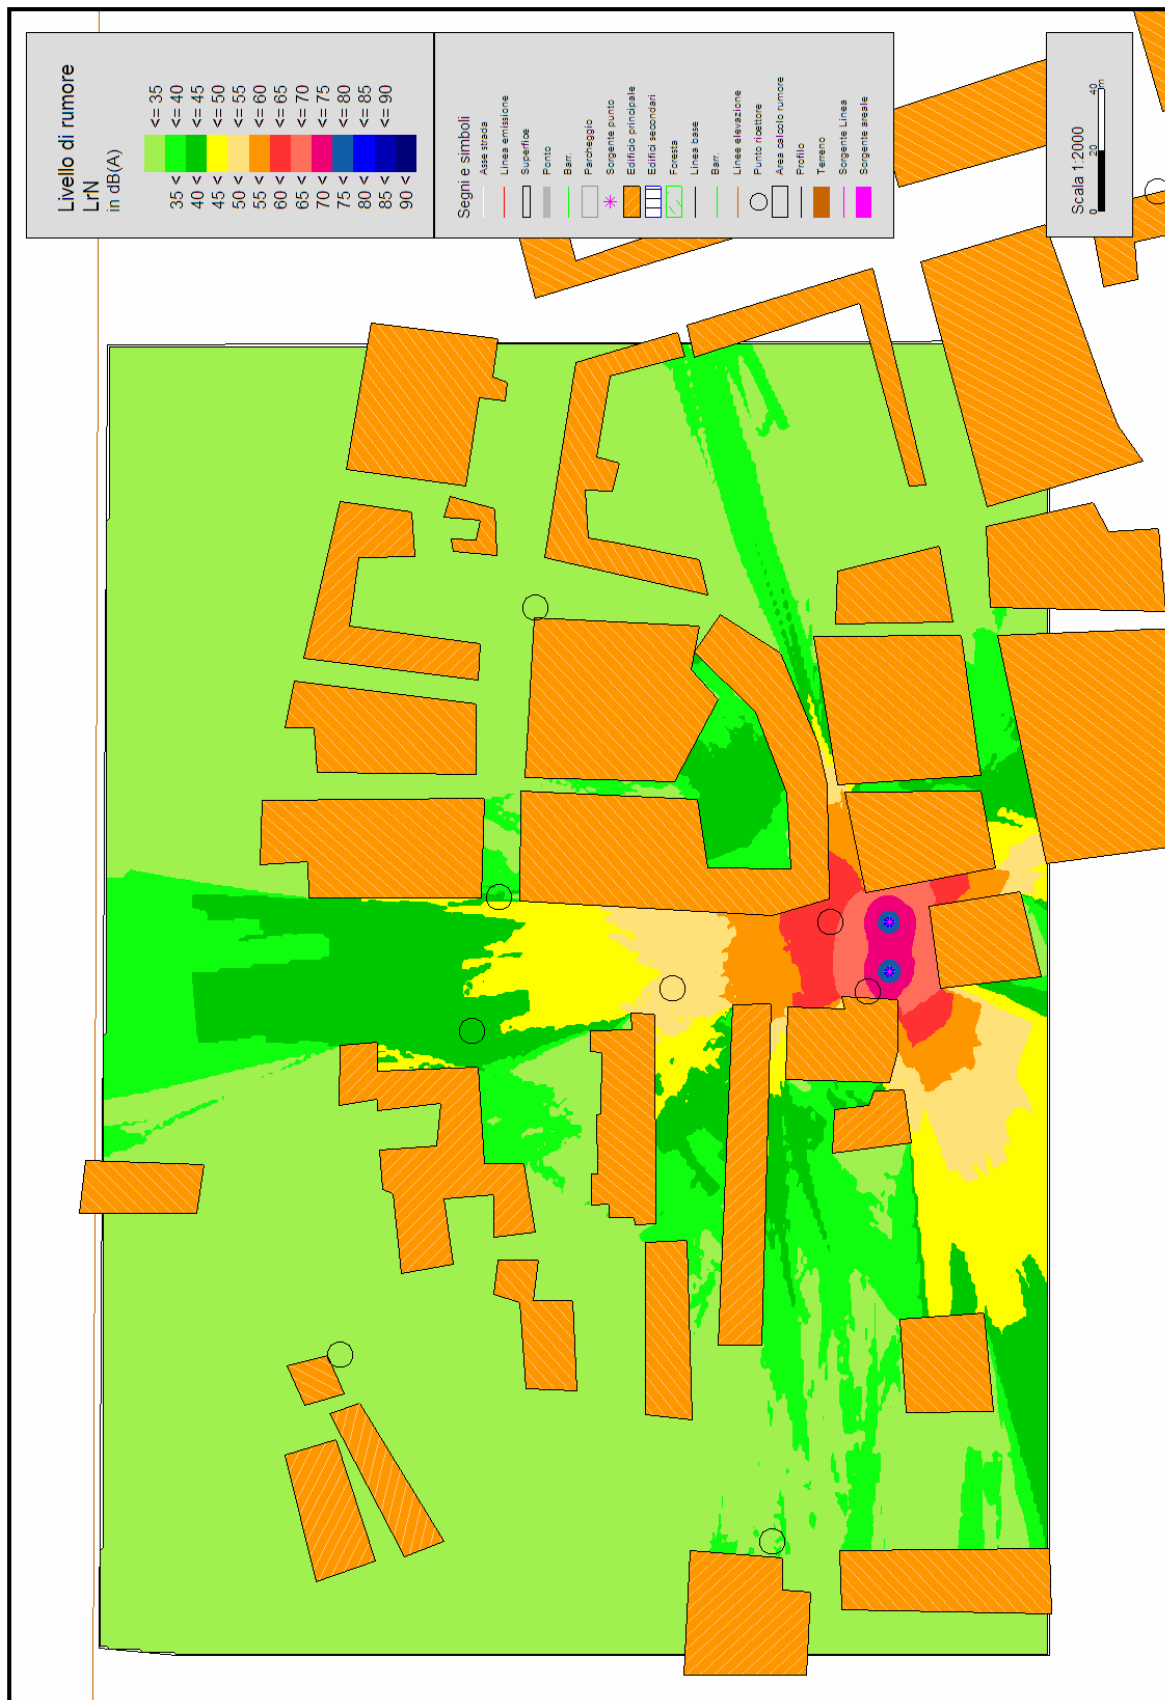 Livello di rumore
LrN
in dB(A)
<= 35
35 < <= 40
40 < <= 45
45 < <= 50
50 < <= 55
55 < <= 60
60 < <= 65
65 < <= 70
70 < <= 75
75 < <= 80
80 < <= 85
85 < <= 90
90 <
Segni e simboli
Asse strada
Linea emissione
Superfice
Ponto
Barr.
Parcheggio
Sorgente punto
Edificio principale
Edifici secondari
Foresta
Linea base
Barr.
Linee elevazione
Punto ricettore
Area calcolo rumore
Profilo
Terreno
Sorgente Linea
Sorgente areale
Scala 1:2000
0 20 40
m